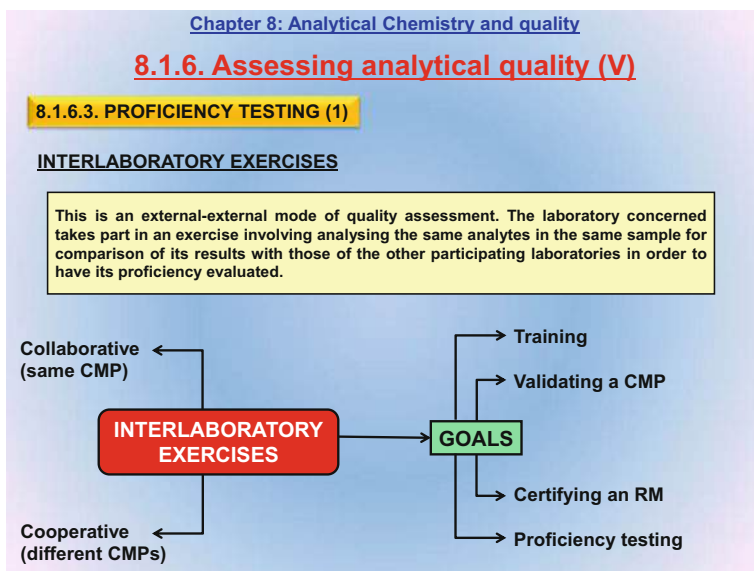 Chapter 8: Analytical Chemistry and quality
8.1.6. Assessing analytical quality (V)
8.1.6.3. PROFICIENCY TESTING (1)
INTERLABORATORY EXERCISES
This is an external-external mode of quality assessment. The laboratory concerned
takes part in an exercise involving analysing the same analytes in the same sample for
comparison of its results with those of the other participating laboratories in order to
have its proficiency evaluated.
Collaborative
(same CMP)
INTERLABORATORY
EXERCISES
Cooperative
(different CMPs)
GOALS
Training
Validating a CMP
Certifying an RM
Proficiency testing